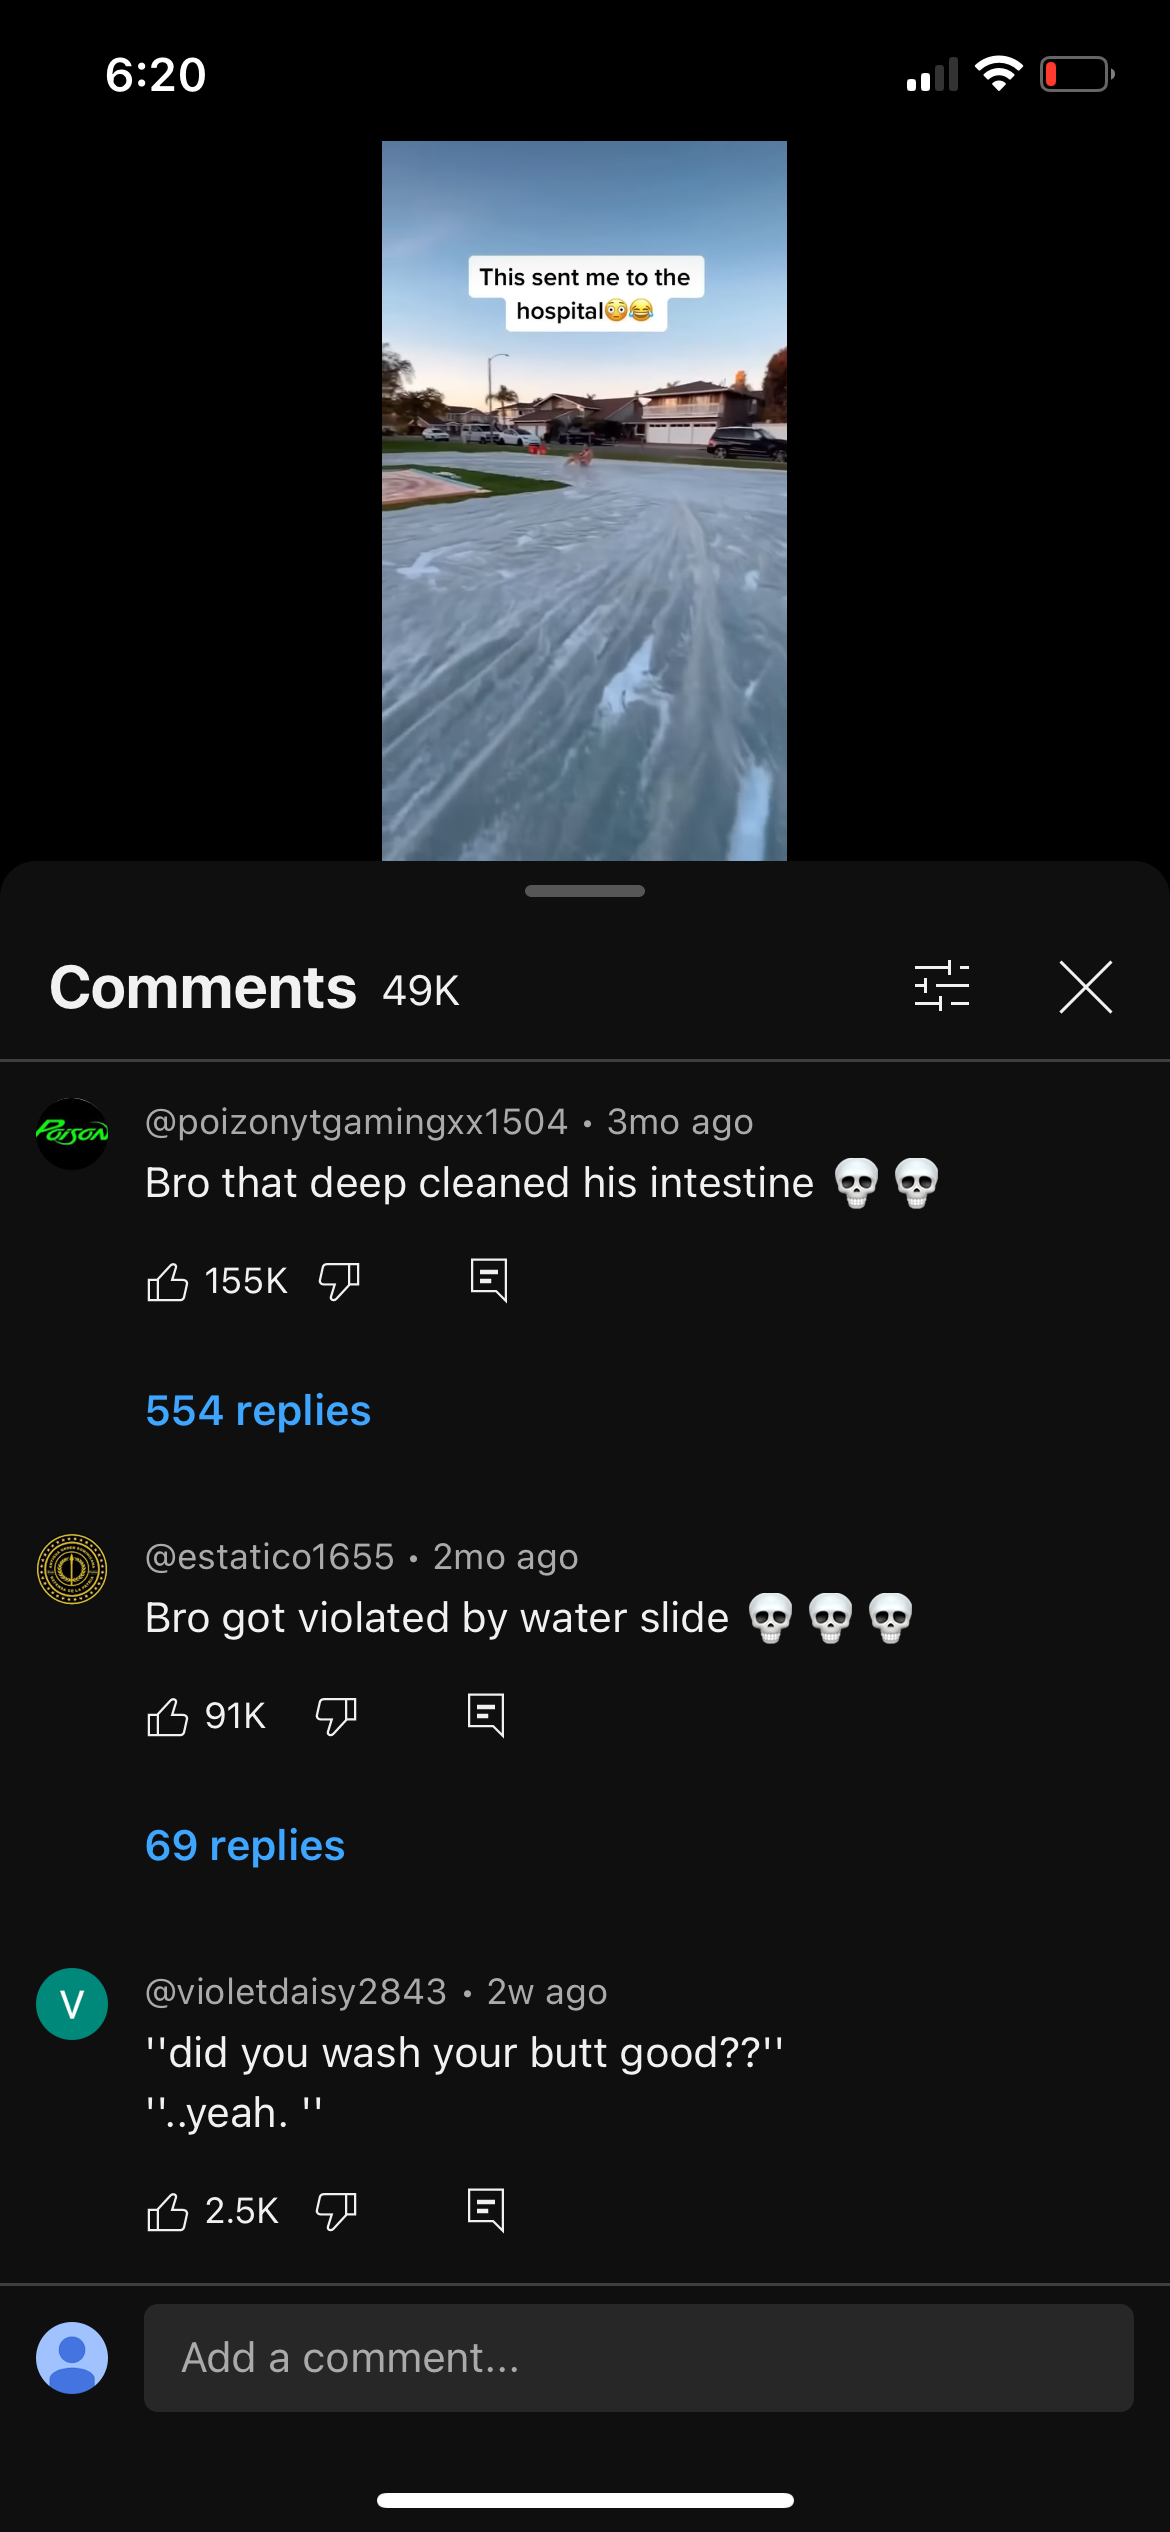 6:20
This sent me to the
hospital😳😂
Comments 49K
POISON
@poizonytgamingxx1504 • 3mo ago
Bro that deep cleaned his intestine 💀💀
155K
554 replies
@estatico1655 • 2mo ago
Bro got violated by water slide 💀💀💀
91K
69 replies
V
@violetdaisy2843 • 2w ago
''did you wash your butt good??''
''..yeah. ''
2.5K
Add a comment...